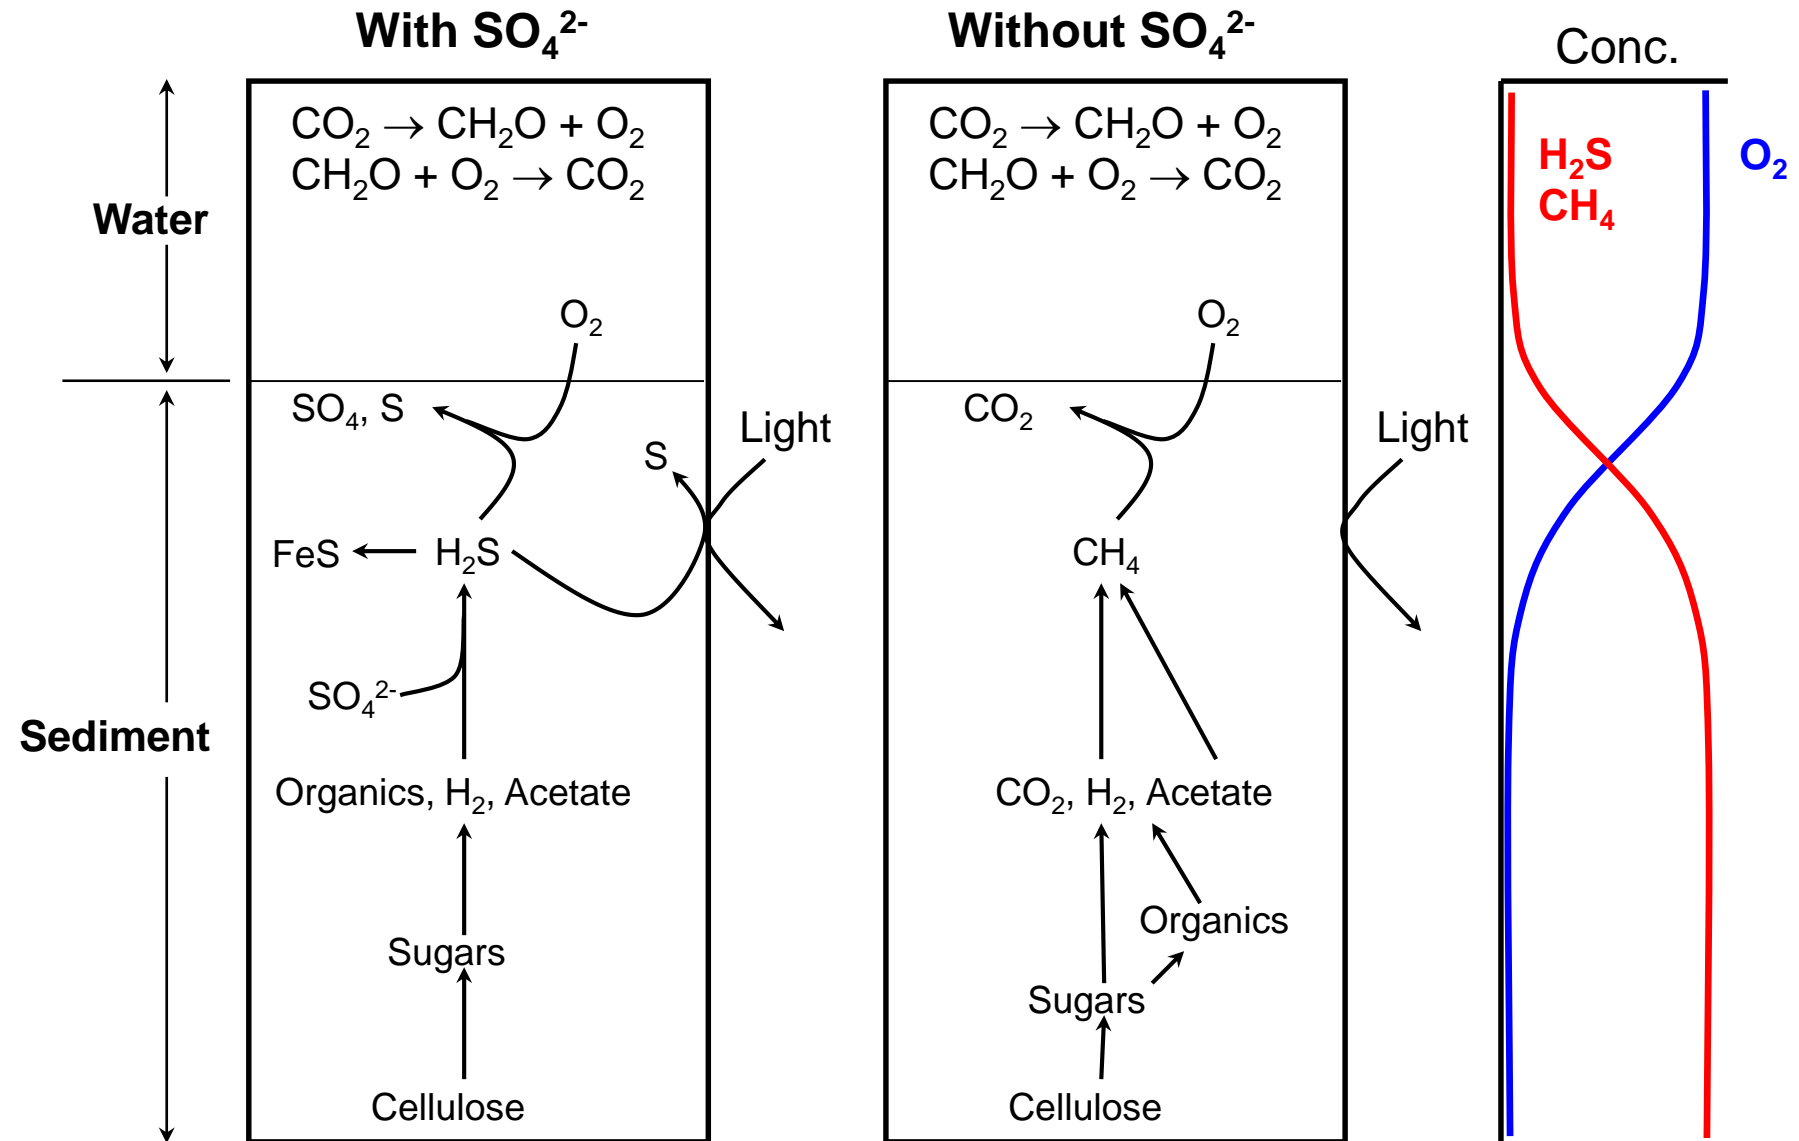 With SO₄²⁻
Without SO₄²⁻
Conc.
Water
Sediment
CO₂ → CH₂O + O₂
CH₂O + O₂ → CO₂
O₂
SO₄, S
S
Light
FeS
H₂S
SO₄²⁻
Organics, H₂, Acetate
Sugars
Cellulose
CO₂ → CH₂O + O₂
CH₂O + O₂ → CO₂
O₂
CO₂
Light
CH₄
CO₂, H₂, Acetate
Organics
Sugars
Cellulose
H₂S
CH₄
O₂